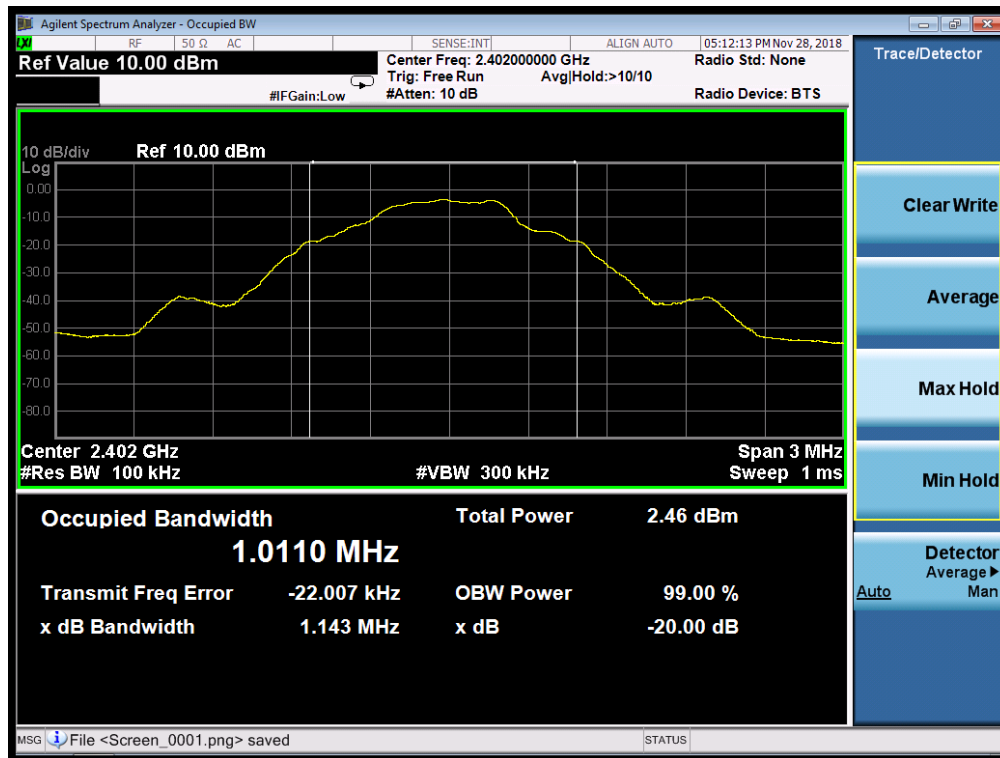 Agilent Spectrum Analyzer - Occupied BW
LXI RF 50 Ω AC SENSE:INT ALIGN AUTO 05:12:13 PM Nov 28, 2018
Ref Value 10.00 dBm Center Freq: 2.402000000 GHz Radio Std: None
Trig: Free Run Avg|Hold:>10/10
#IFGain:Low #Atten: 10 dB Radio Device: BTS
10 dB/div Ref 10.00 dBm
Log
0.00
-10.0
-20.0
-30.0
-40.0
-50.0
-60.0
-70.0
-80.0
Center 2.402 GHz Span 3 MHz
#Res BW 100 kHz #VBW 300 kHz Sweep 1 ms
Occupied Bandwidth Total Power 2.46 dBm
1.0110 MHz
Transmit Freq Error -22.007 kHz OBW Power 99.00 %
x dB Bandwidth 1.143 MHz x dB -20.00 dB
MSG File <Screen_0001.png> saved STATUS
Trace/Detector
Clear Write
Average
Max Hold
Min Hold
Detector
Average
Auto Man